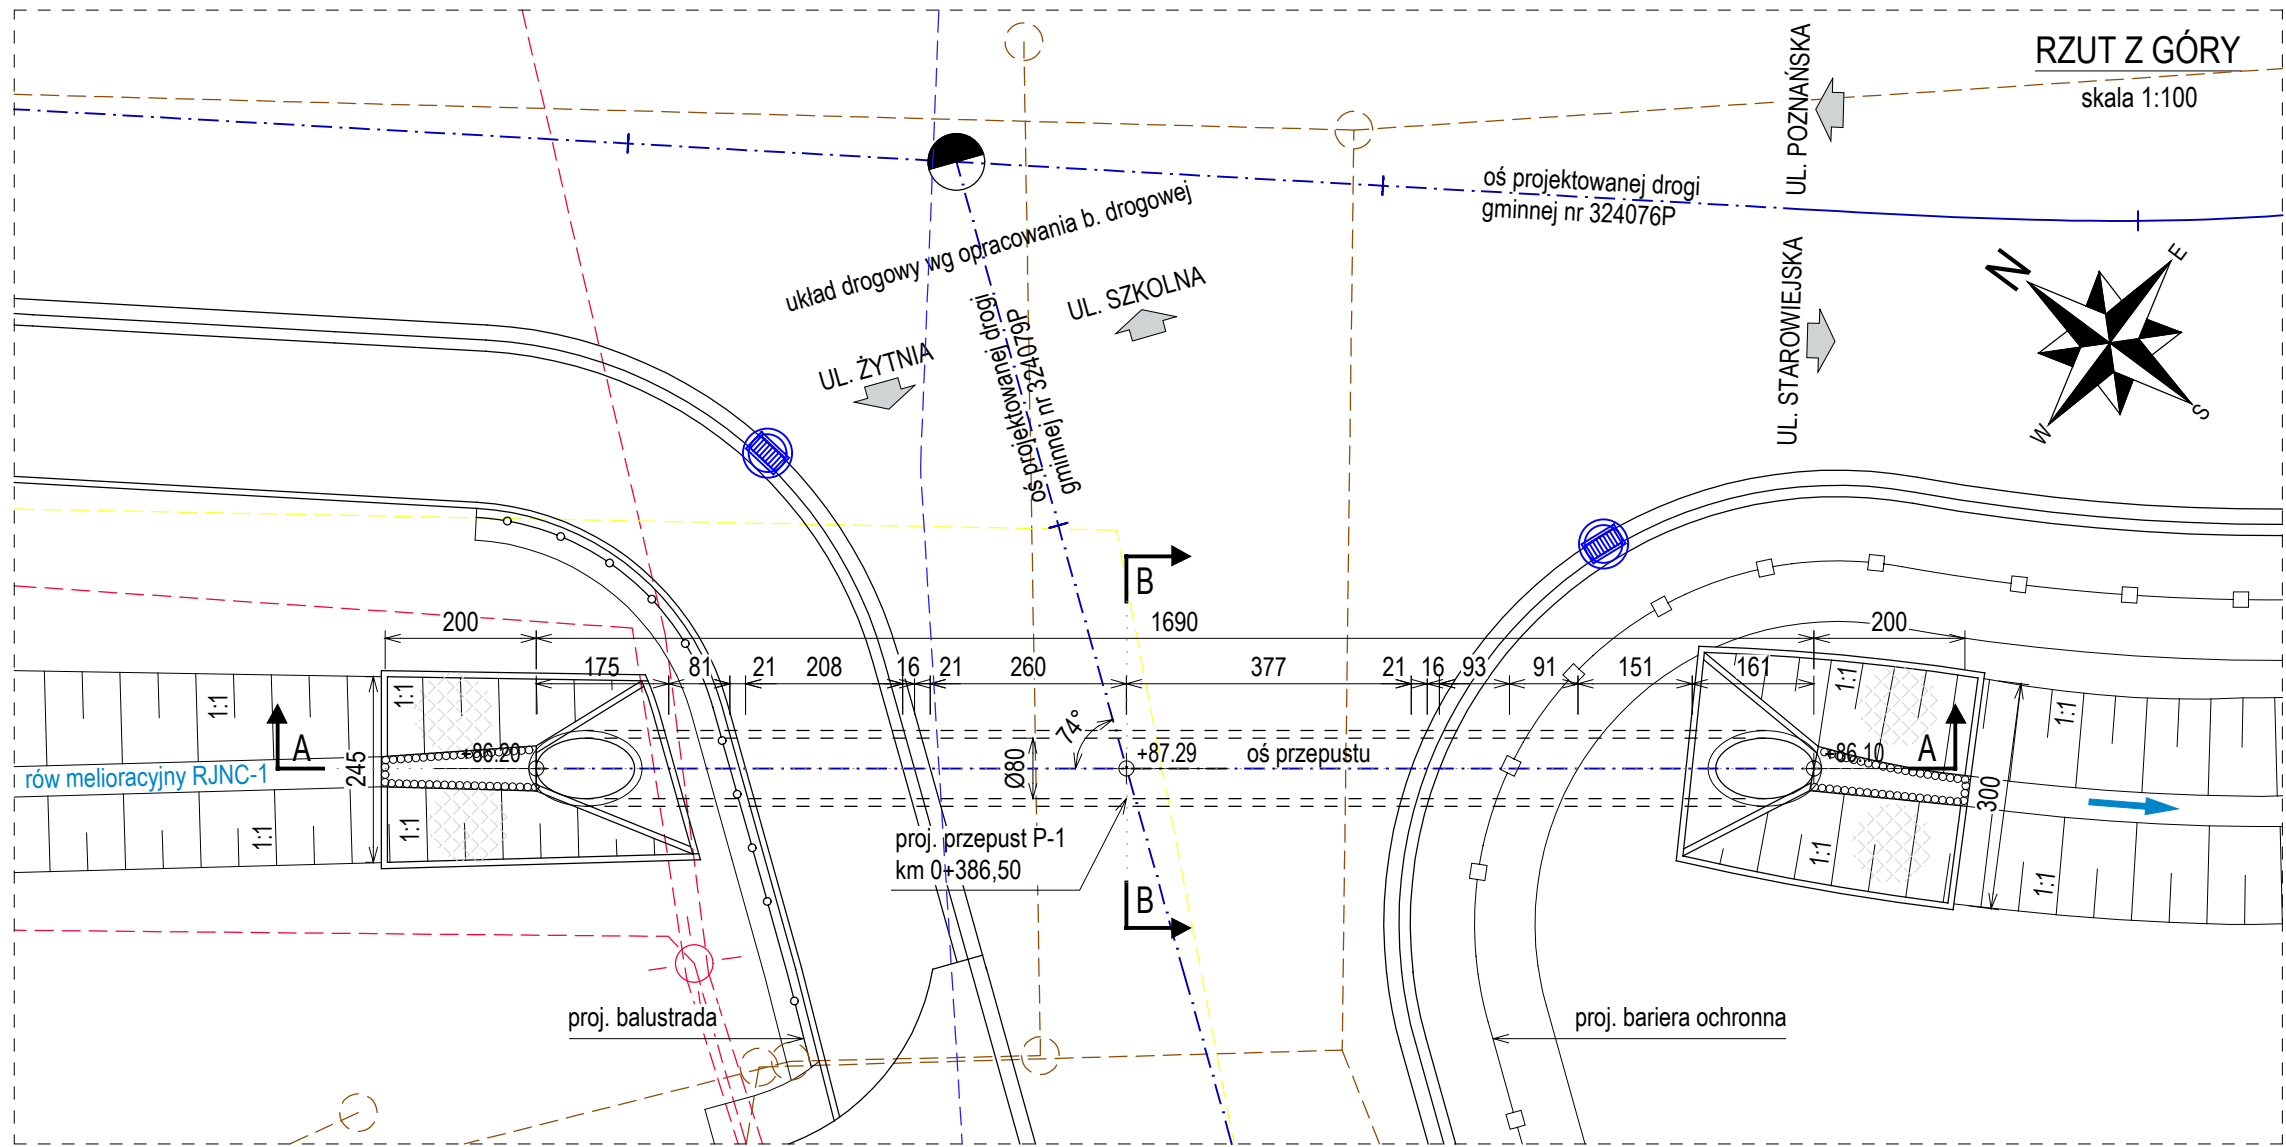 RZUT Z GÓRY
skala 1:100
UL. POZNAŃSKA
oś projektowanej drogi
gminnej nr 324076P
układ drogowy wg opracowania b. drogowej
UL. SZKOLNA
UL. ŻYTNIA
oś projektowanej drogi
gminnej nr 324079P
UL. STAROWIEJSKA
N
E
S
W
B
200
1690
200
175
81
21
208
16
21
260
377
21
16
93
91
151
161
1:1
1:1
1:1
1:1
A
+86.20
245
rów melioracyjny RJNC-1
1:1
1:1
Ø80
74°
+87.29
oś przepustu
+86.10
A
300
1:1
1:1
proj. przepust P-1
km 0+386,50
B
proj. balustrada
proj. bariera ochronna